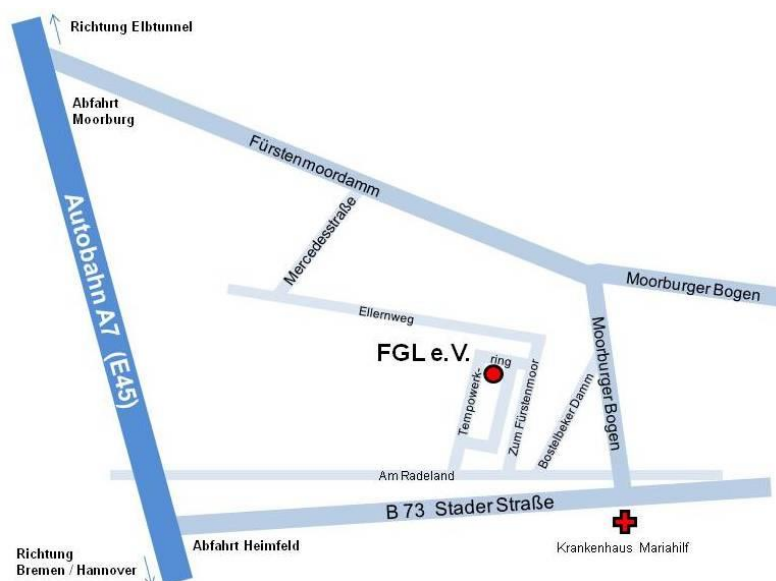 Richtung Elbtunnel
Abfahrt
Moorburg
Fürstenmoordamm
Autobahn A7 (E45)
Mercedesstraße
Moorburger Bogen
Ellernweg
Moorburger Bogen
FGL e.V.
Tempowerk-
ring
Zum Fürstenmoor
Bostelbeker Damm
Am Radeland
B 73 Stader Straße
Abfahrt Heimfeld
Krankenhaus Mariahilf
Richtung
Bremen / Hannover